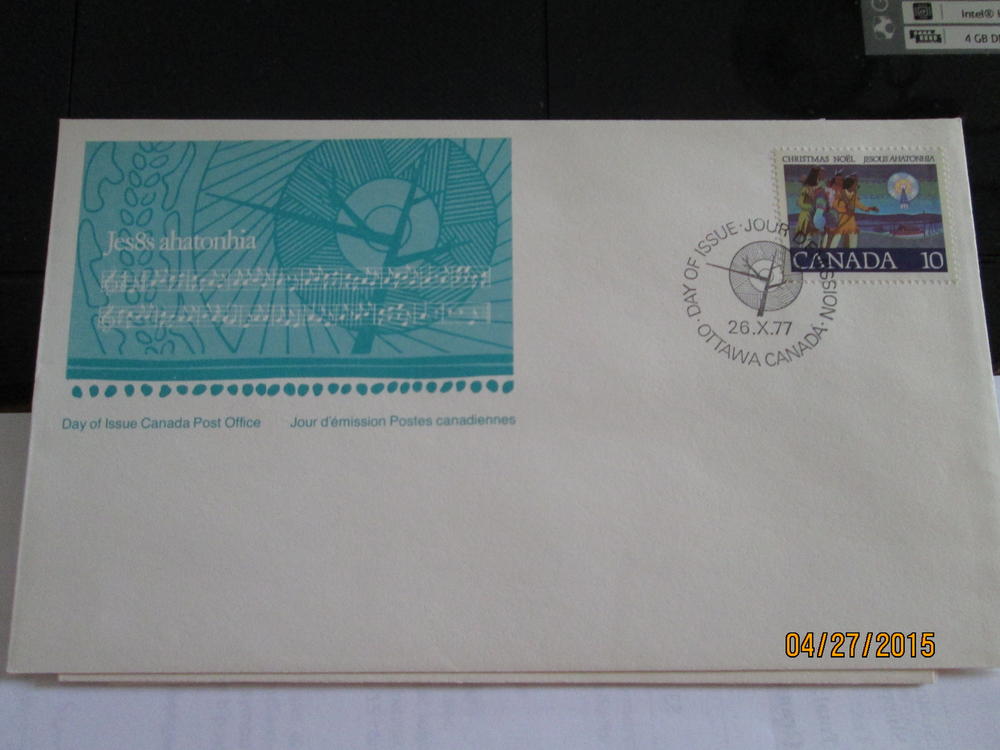 Intel® i
4 GB D
CHRISTMAS NOËL JESOUS AHATONHIA
CANADA 10
DAY OF ISSUE · JOUR D'ÉMISSION ·
26.X.77
OTTAWA CANADA ·
Jes8s ahatonhia
Day of Issue Canada Post Office Jour d'émission Postes canadiennes
04/27/2015